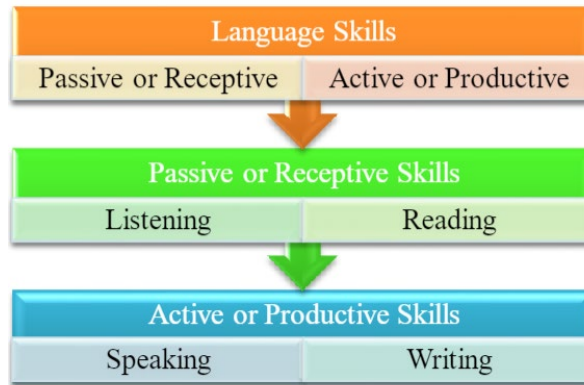 Language Skills
Passive or Receptive Active or Productive
Passive or Receptive Skills
Listening Reading
Active or Productive Skills
Speaking Writing